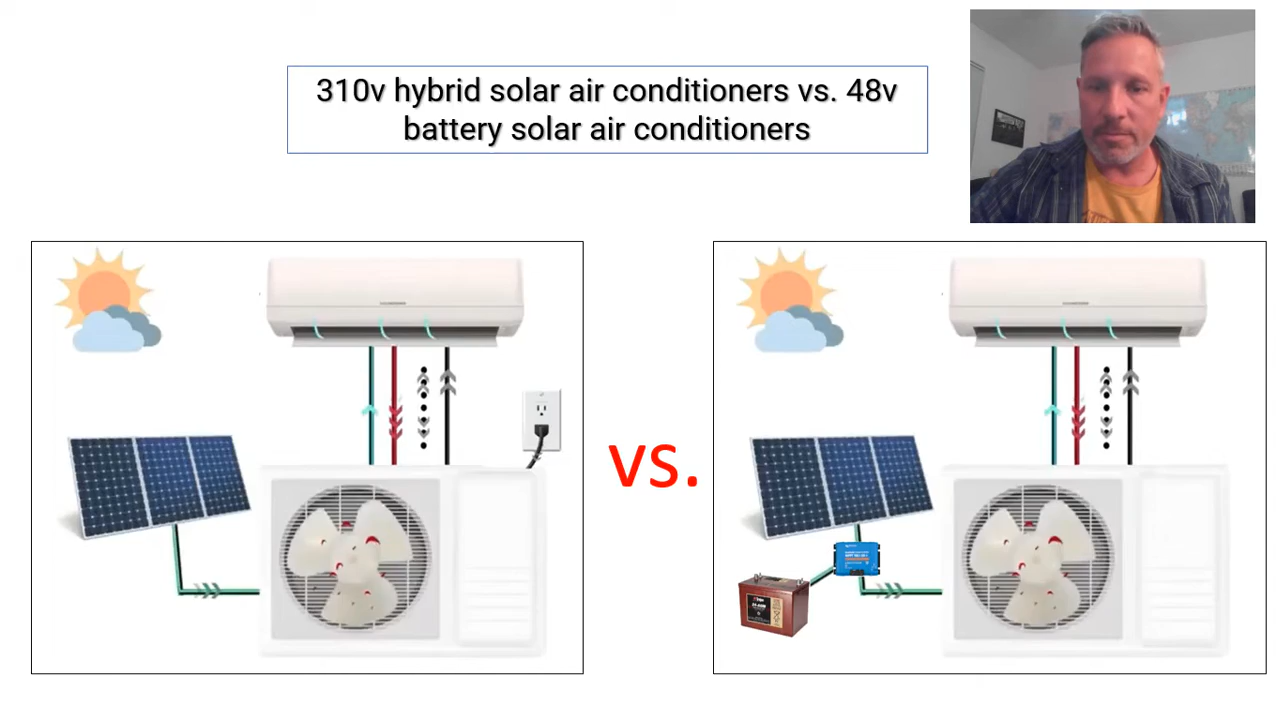 310v hybrid solar air conditioners vs. 48v
battery solar air conditioners
vs.